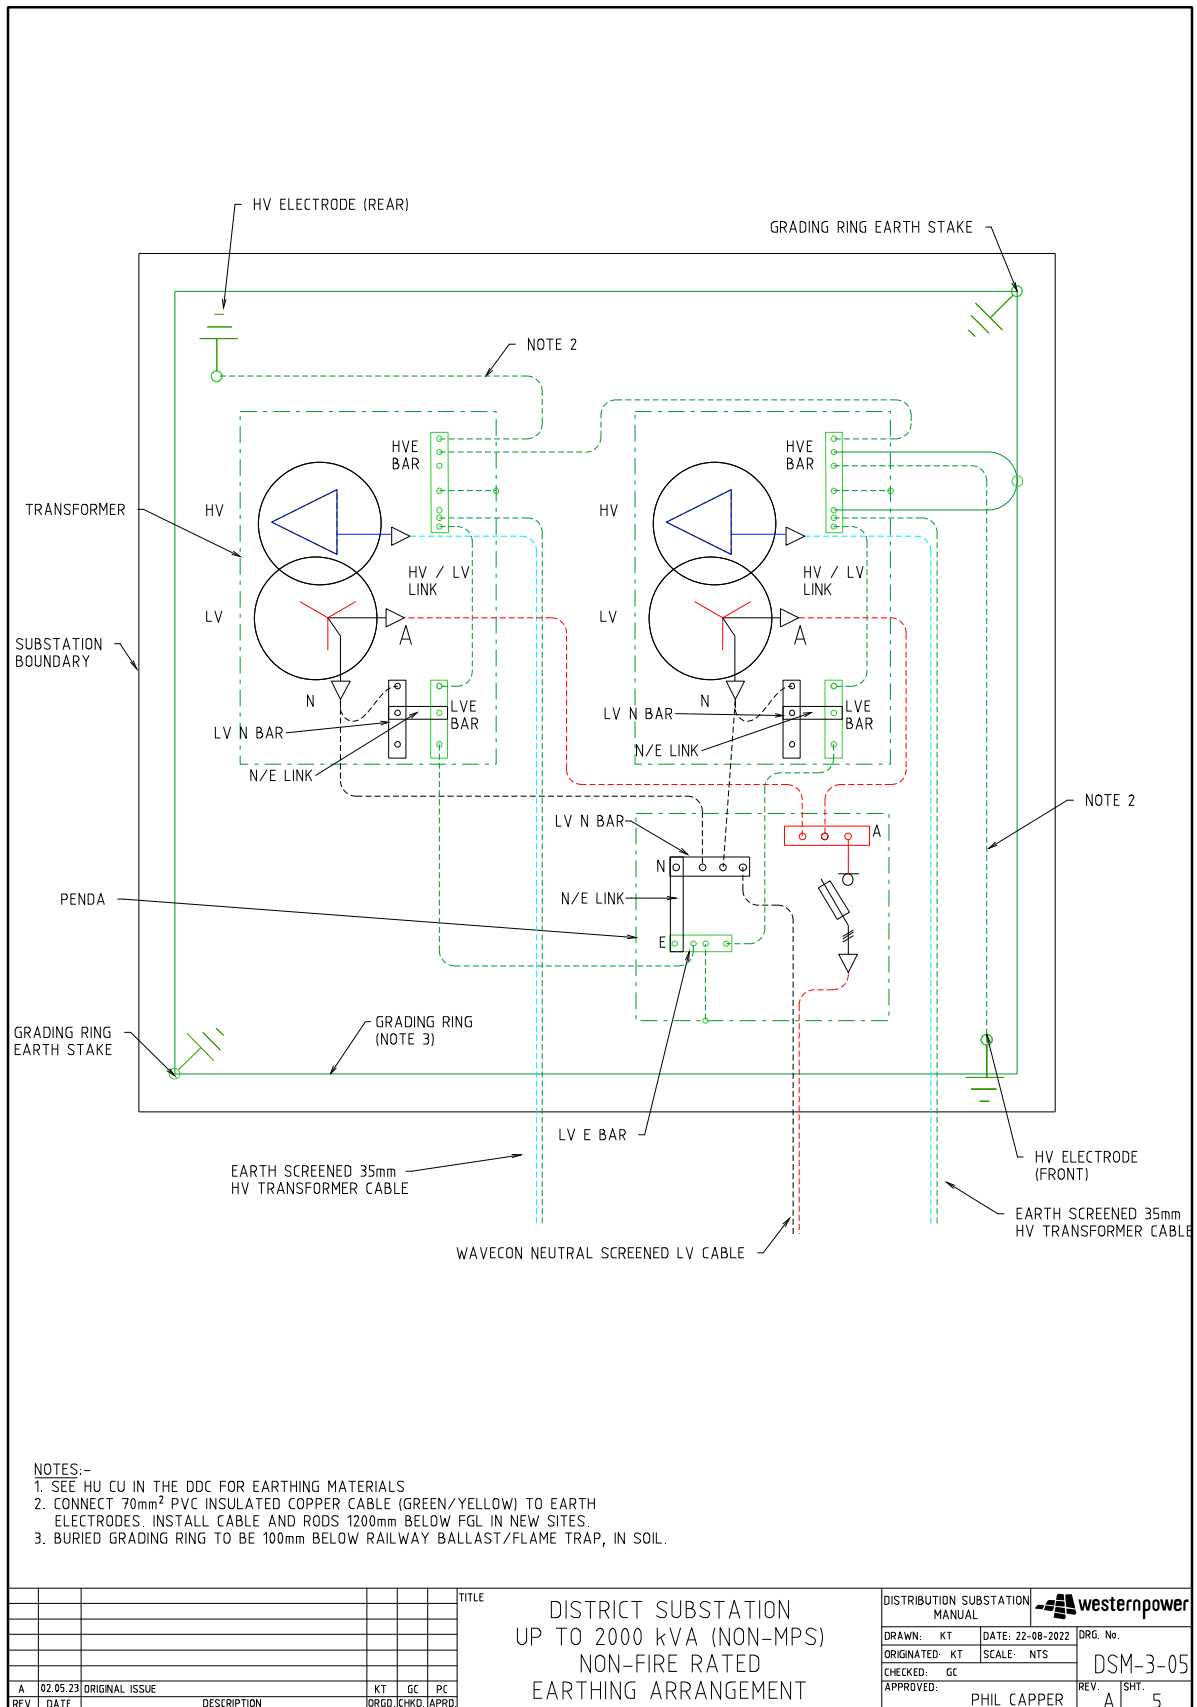 HV ELECTRODE (REAR)
GRADING RING EARTH STAKE
NOTE 2
HVE
BAR
HVE
BAR
TRANSFORMER
HV
HV
HV / LV
LINK
HV / LV
LINK
LV
LV
A
A
SUBSTATION
BOUNDARY
N
N
LV N BAR
LVE
BAR
LV N BAR
LVE
BAR
N/E LINK
N/E LINK
NOTE 2
LV N BAR
A
N
PENDA
N/E LINK
E
GRADING RING
EARTH STAKE
GRADING RING
(NOTE 3)
LV E BAR
HV ELECTRODE
(FRONT)
EARTH SCREENED 35mm
HV TRANSFORMER CABLE
EARTH SCREENED 35mm
HV TRANSFORMER CABLE
WAVECON NEUTRAL SCREENED LV CABLE
NOTES:-
1. SEE HU CU IN THE DDC FOR EARTHING MATERIALS
2. CONNECT 70mm² PVC INSULATED COPPER CABLE (GREEN/YELLOW) TO EARTH
ELECTRODES. INSTALL CABLE AND RODS 1200mm BELOW FGL IN NEW SITES.
3. BURIED GRADING RING TO BE 100mm BELOW RAILWAY BALLAST/FLAME TRAP, IN SOIL.
TITLE
DISTRICT SUBSTATION
UP TO 2000 kVA (NON-MPS)
NON-FIRE RATED
EARTHING ARRANGEMENT
DISTRIBUTION SUBSTATION
MANUAL
westernpower
DRAWN: KT
DATE: 22-08-2022
DRG. No.
ORIGINATED: KT
SCALE: NTS
DSM-3-05
CHECKED: GC
APPROVED:
PHIL CAPPER
REV.
A
SHT.
5
A 02.05.23 ORIGINAL ISSUE KT GC PC
REV DATE DESCRIPTION ORGD. CHKD. APRD.